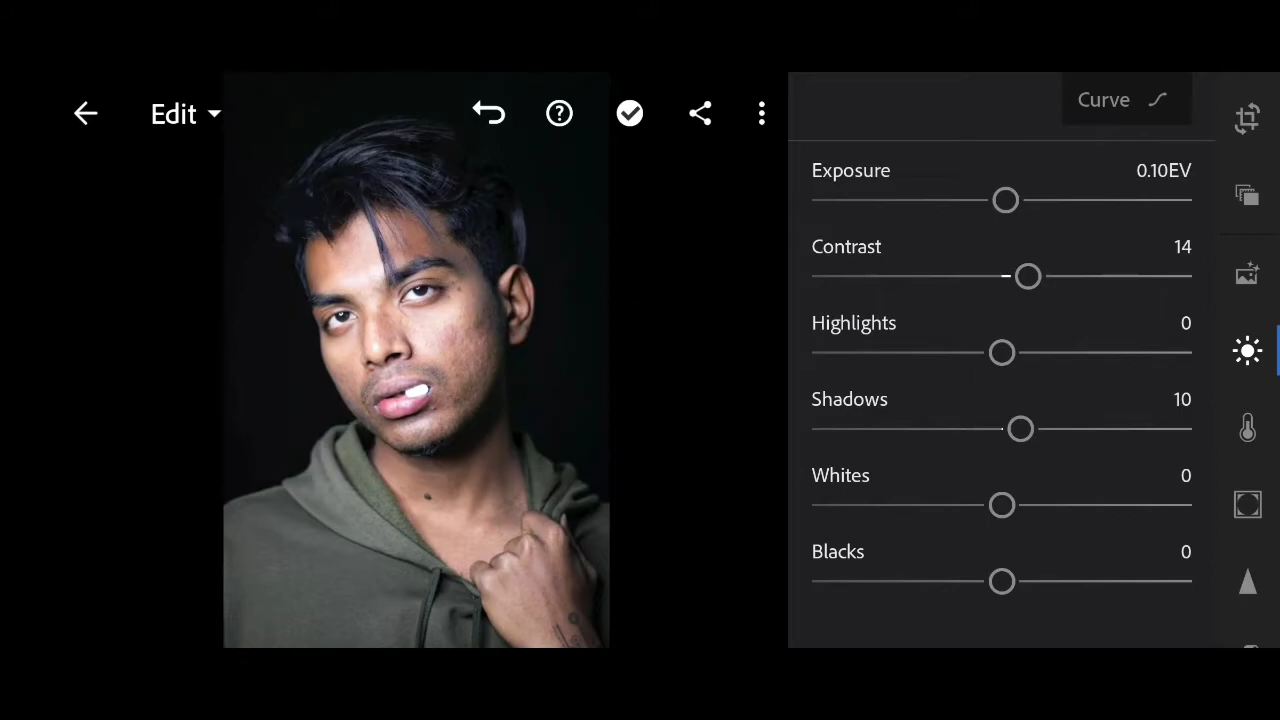 Edit
Curve
Exposure 0.10EV
Contrast 14
Highlights 0
Shadows 10
Whites 0
Blacks 0